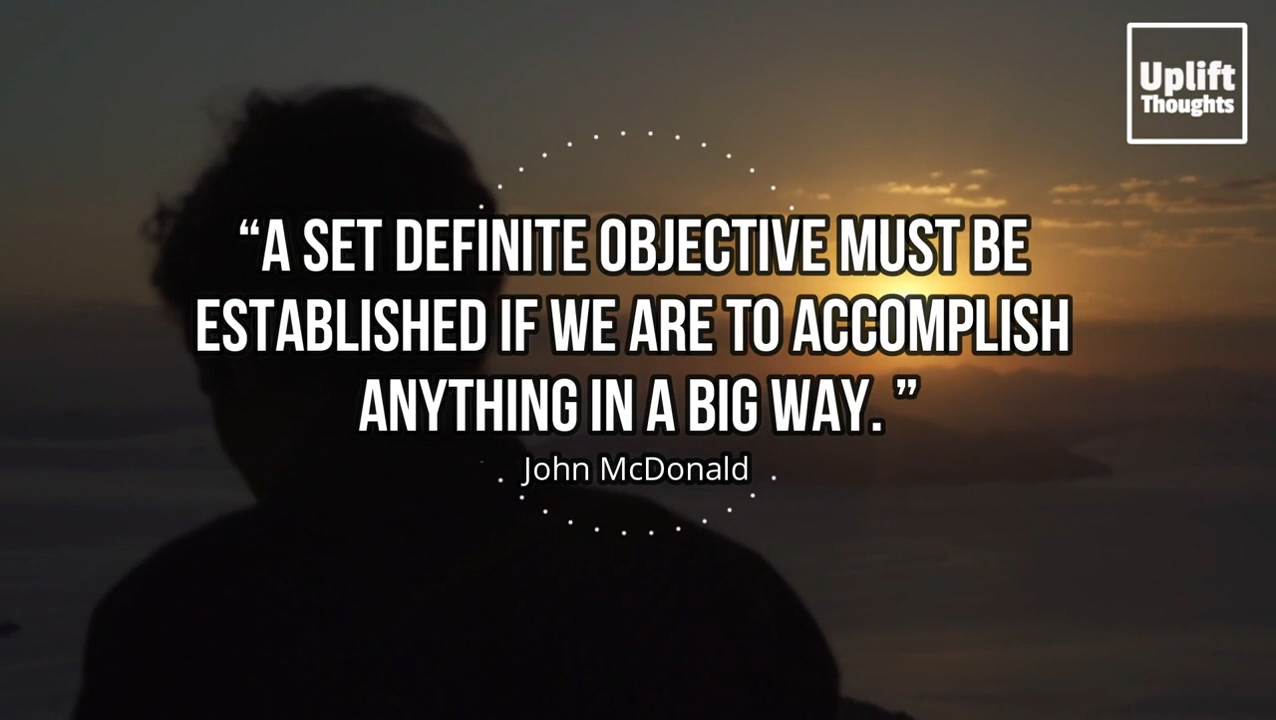 Uplift
Thoughts
“A SET DEFINITE OBJECTIVE MUST BE
ESTABLISHED IF WE ARE TO ACCOMPLISH
ANYTHING IN A BIG WAY. ”
John McDonald